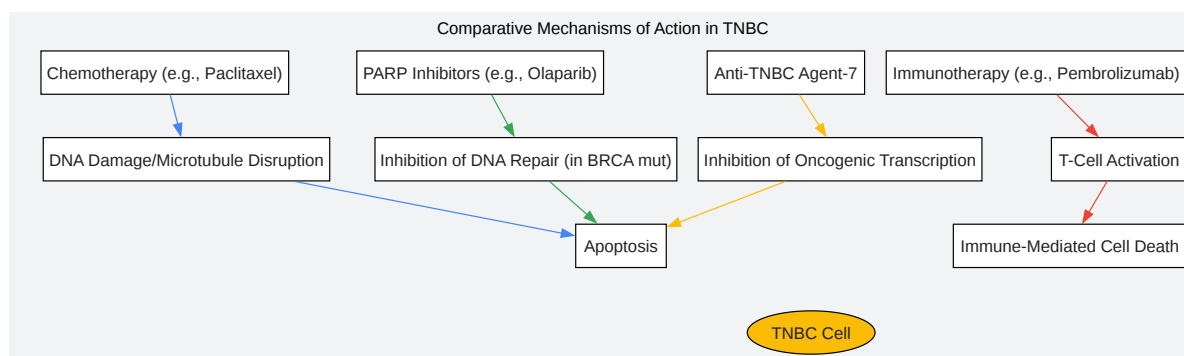 Comparative Mechanisms of Action in TNBC
Chemotherapy (e.g., Paclitaxel)
PARP Inhibitors (e.g., Olaparib)
Anti-TNBC Agent-7
Immunotherapy (e.g., Pembrolizumab)
DNA Damage/Microtubule Disruption
Inhibition of DNA Repair (in BRCA mut)
Inhibition of Oncogenic Transcription
T-Cell Activation
Apoptosis
Immune-Mediated Cell Death
TNBC Cell